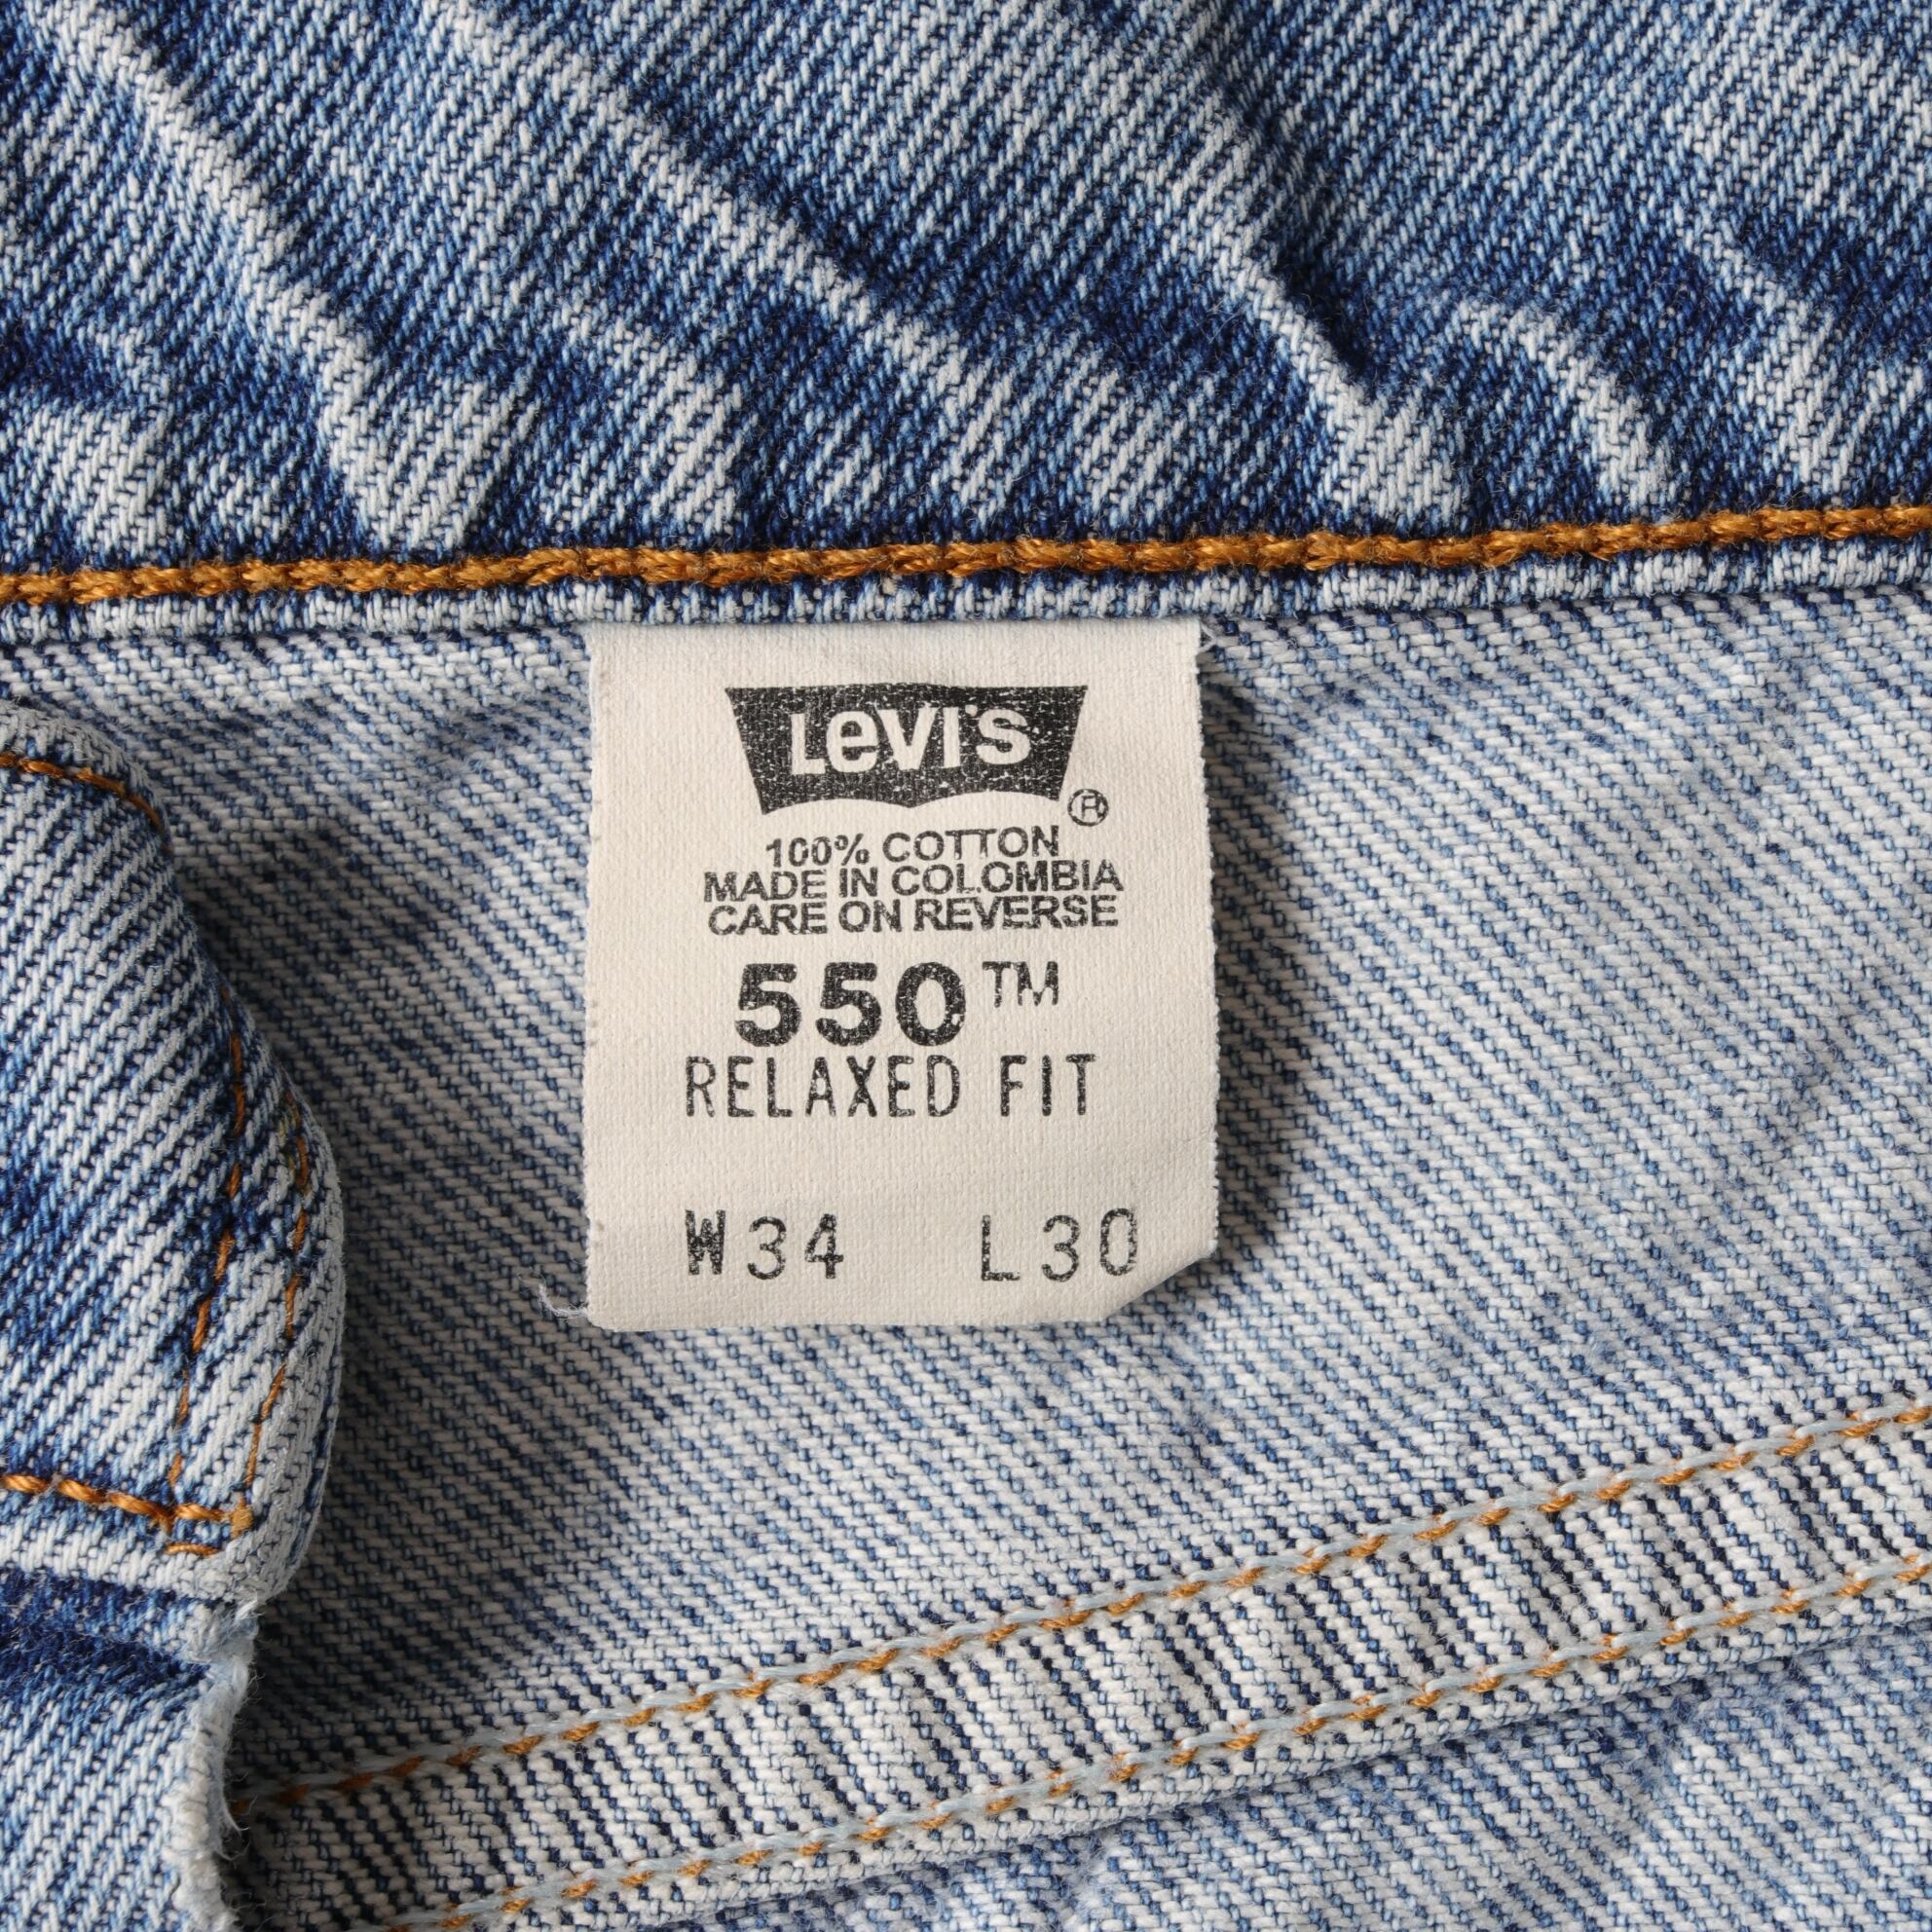 Levi's
®
100% COTTON
MADE IN COLOMBIA
CARE ON REVERSE
550™
RELAXED FIT
W34 L30